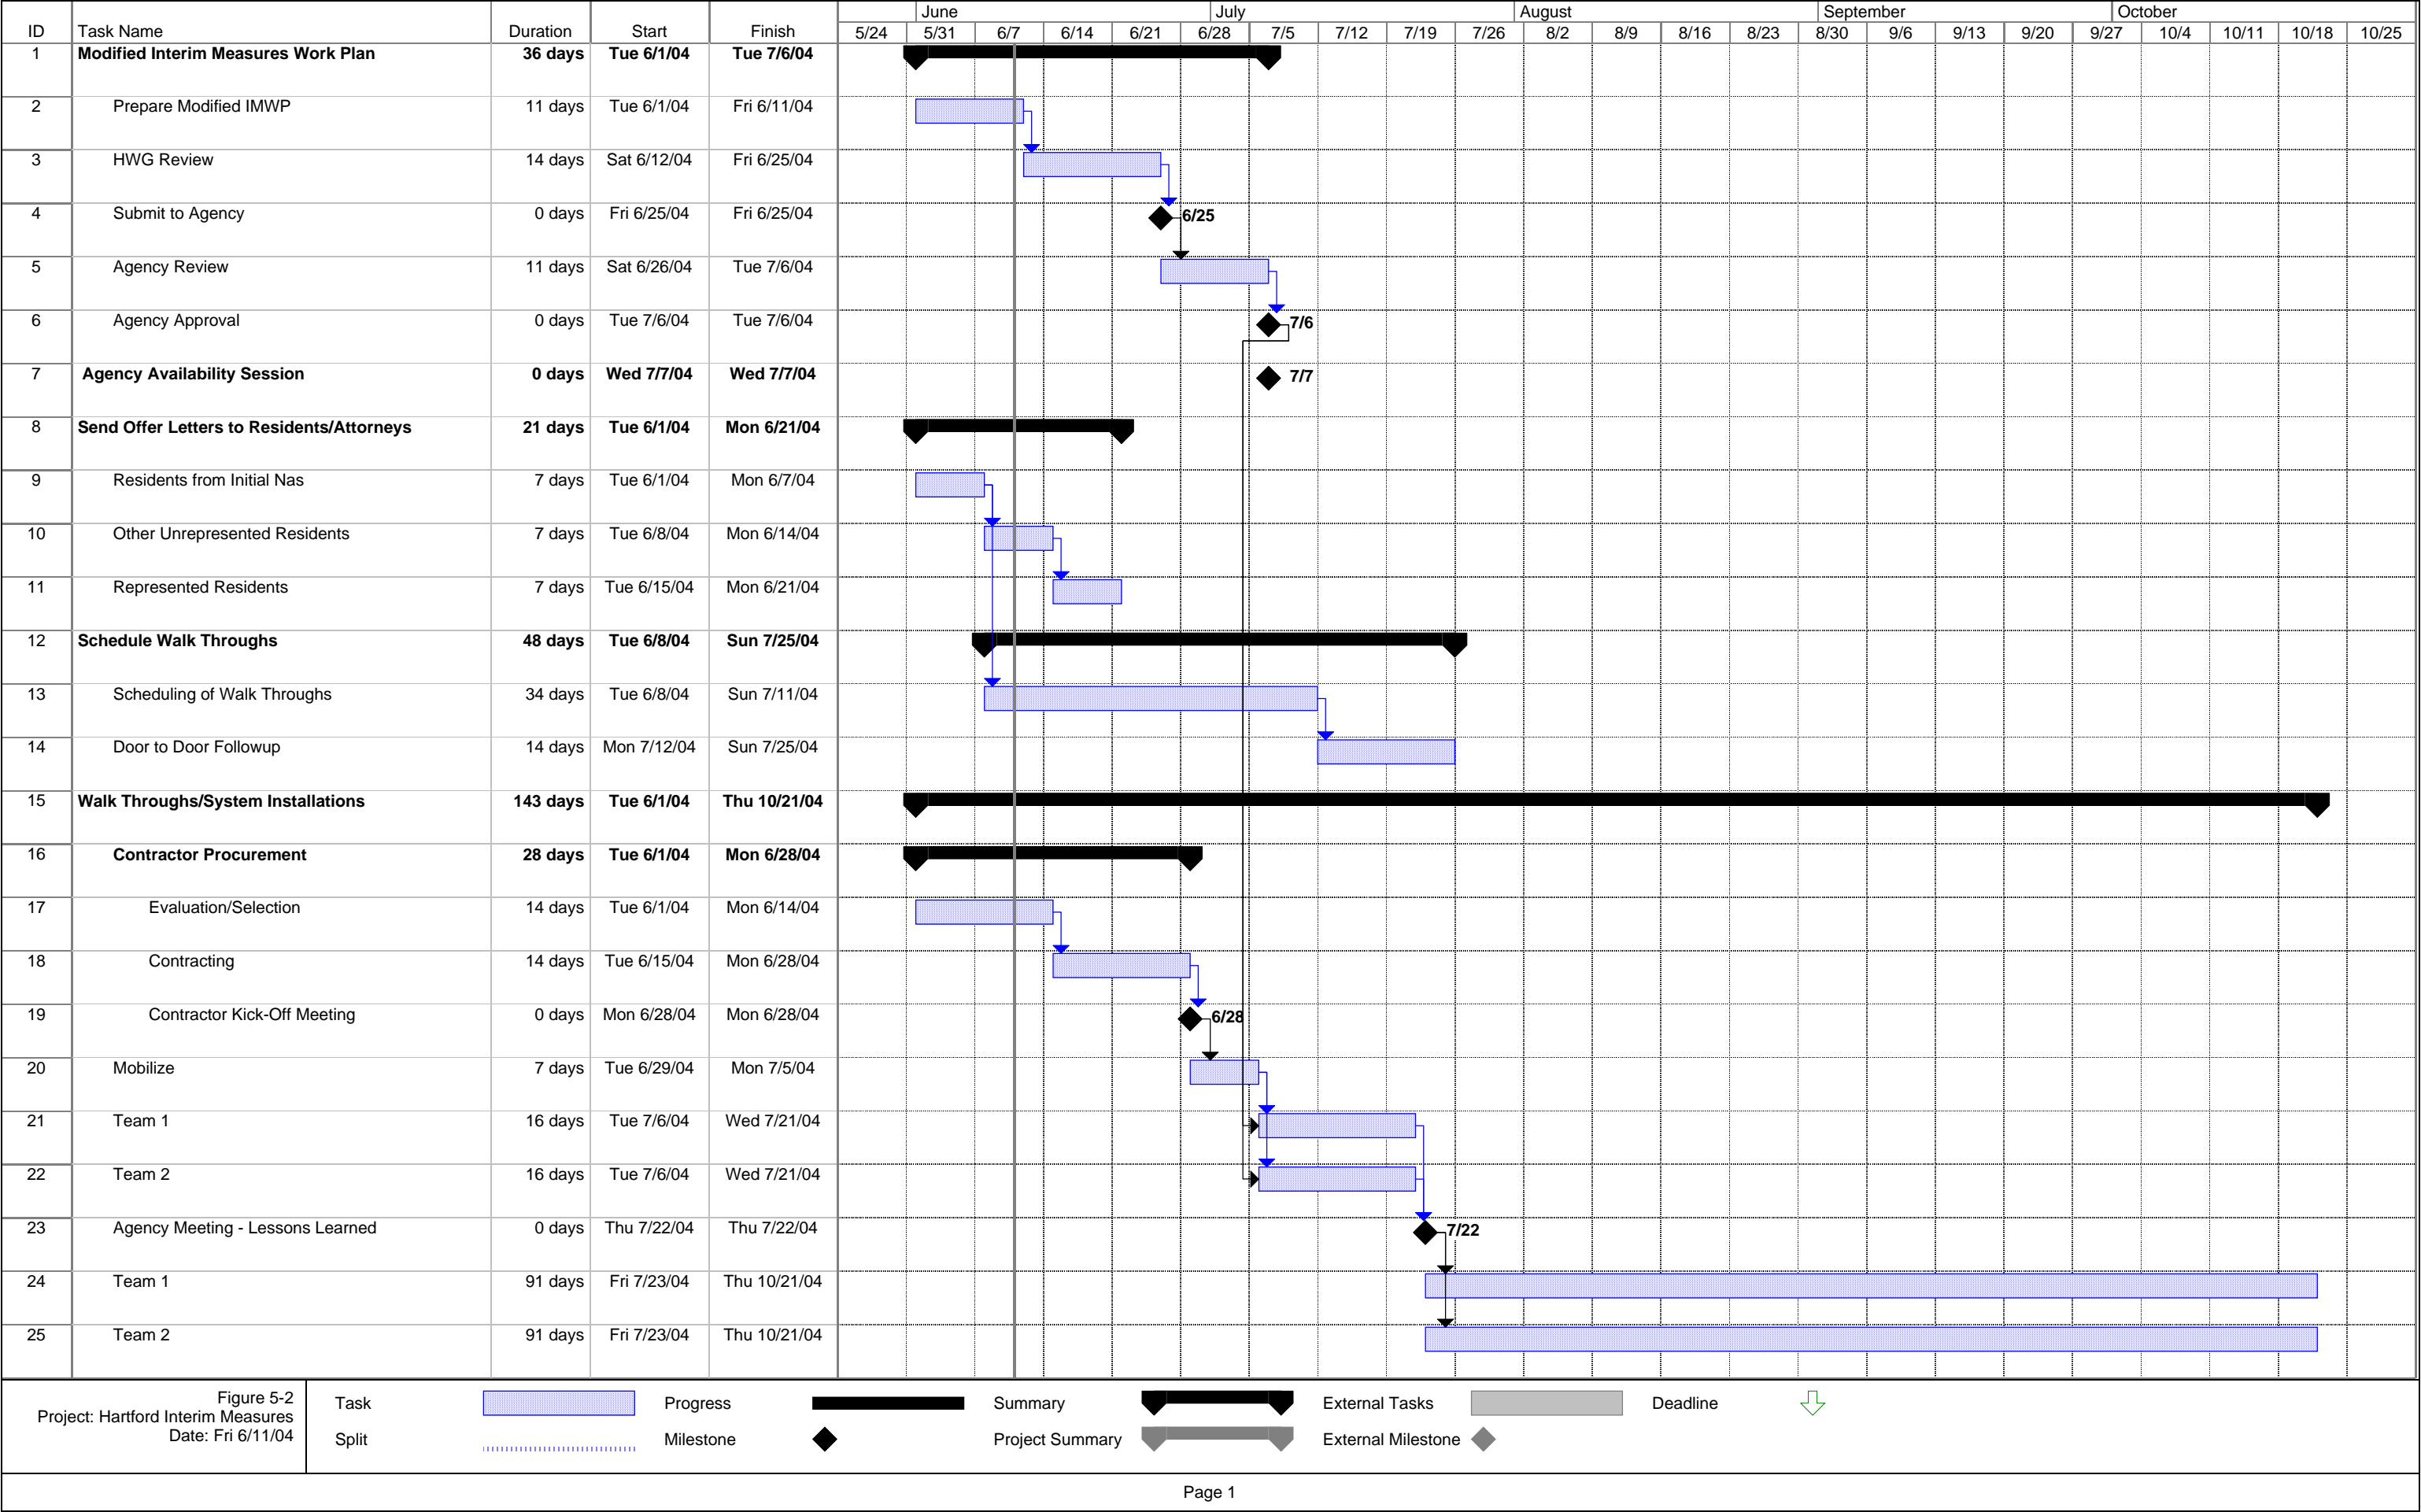 June July August September October
ID Task Name Duration Start Finish 5/24 5/31 6/7 6/14 6/21 6/28 7/5 7/12 7/19 7/26 8/2 8/9 8/16 8/23 8/30 9/6 9/13 9/20 9/27 10/4 10/11 10/18 10/25
1 Modified Interim Measures Work Plan 36 days Tue 6/1/04 Tue 7/6/04
2 Prepare Modified IMWP 11 days Tue 6/1/04 Fri 6/11/04
3 HWG Review 14 days Sat 6/12/04 Fri 6/25/04
4 Submit to Agency 0 days Fri 6/25/04 Fri 6/25/04 6/25
5 Agency Review 11 days Sat 6/26/04 Tue 7/6/04
6 Agency Approval 0 days Tue 7/6/04 Tue 7/6/04 7/6
7 Agency Availability Session 0 days Wed 7/7/04 Wed 7/7/04 7/7
8 Send Offer Letters to Residents/Attorneys 21 days Tue 6/1/04 Mon 6/21/04
9 Residents from Initial Nas 7 days Tue 6/1/04 Mon 6/7/04
10 Other Unrepresented Residents 7 days Tue 6/8/04 Mon 6/14/04
11 Represented Residents 7 days Tue 6/15/04 Mon 6/21/04
12 Schedule Walk Throughs 48 days Tue 6/8/04 Sun 7/25/04
13 Scheduling of Walk Throughs 34 days Tue 6/8/04 Sun 7/11/04
14 Door to Door Followup 14 days Mon 7/12/04 Sun 7/25/04
15 Walk Throughs/System Installations 143 days Tue 6/1/04 Thu 10/21/04
16 Contractor Procurement 28 days Tue 6/1/04 Mon 6/28/04
17 Evaluation/Selection 14 days Tue 6/1/04 Mon 6/14/04
18 Contracting 14 days Tue 6/15/04 Mon 6/28/04
19 Contractor Kick-Off Meeting 0 days Mon 6/28/04 Mon 6/28/04 6/28
20 Mobilize 7 days Tue 6/29/04 Mon 7/5/04
21 Team 1 16 days Tue 7/6/04 Wed 7/21/04
22 Team 2 16 days Tue 7/6/04 Wed 7/21/04
23 Agency Meeting - Lessons Learned 0 days Thu 7/22/04 Thu 7/22/04 7/22
24 Team 1 91 days Fri 7/23/04 Thu 10/21/04
25 Team 2 91 days Fri 7/23/04 Thu 10/21/04
Figure 5-2
Project: Hartford Interim Measures
Date: Fri 6/11/04
Task Progress Summary External Tasks Deadline
Split Milestone Project Summary External Milestone
Page 1